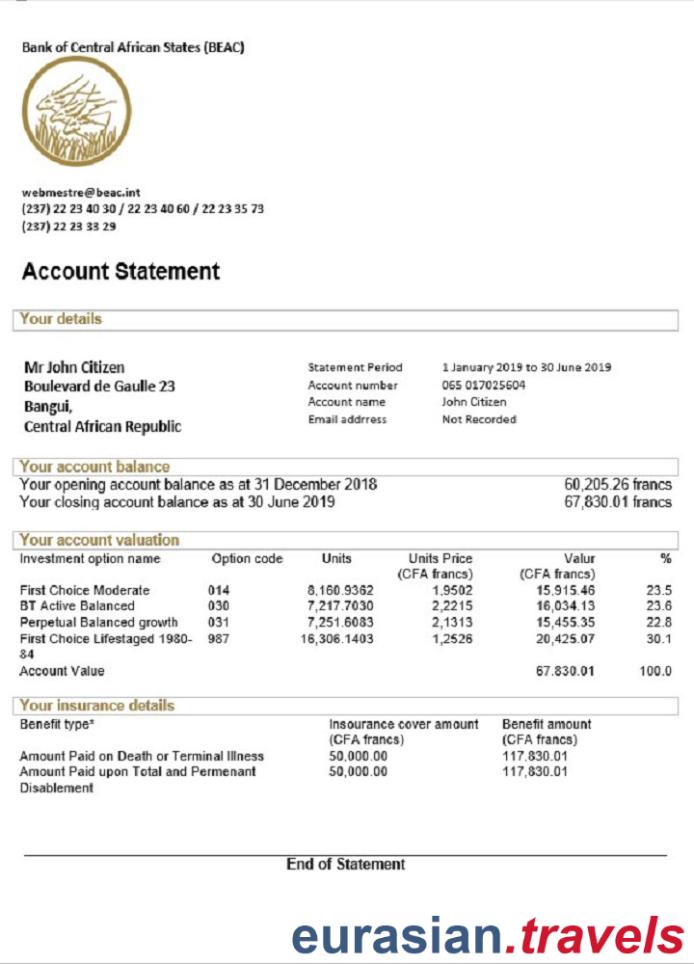 Bank of Central African States (BEAC)
webmestre@beac.int
(237) 22 23 40 30 / 22 23 40 60 / 22 23 35 73
(237) 22 23 33 29
Account Statement
Your details
Mr John Citizen
Boulevard de Gaulle 23
Bangui,
Central African Republic
Statement Period 1 January 2019 to 30 June 2019
Account number 065 017025604
Account name John Citizen
Email addrress Not Recorded
Your account balance
Your opening account balance as at 31 December 2018 60,205.26 francs
Your closing account balance as at 30 June 2019 67,830.01 francs
Your account valuation
Investment option name Option code Units Units Price Valur %
(CFA francs) (CFA francs)
First Choice Moderate 014 8,160.9362 1,9502 15,915.46 23.5
BT Active Balanced 030 7,217.7030 2,2215 16,034.13 23.6
Perpetual Balanced growth 031 7,251.6083 2,1313 15,455.35 22.8
First Choice Lifestaged 1980- 987 16,306.1403 1,2526 20,425.07 30.1
84
Account Value 67.830.01 100.0
Your insurance details
Benefit type* Insourance cover amount Benefit amount
(CFA francs) (CFA francs)
Amount Paid on Death or Terminal Illness 50,000.00 117.830.01
Amount Paid upon Total and Permenant 50,000.00 117,830.01
Disablement
End of Statement
eurasian.travels